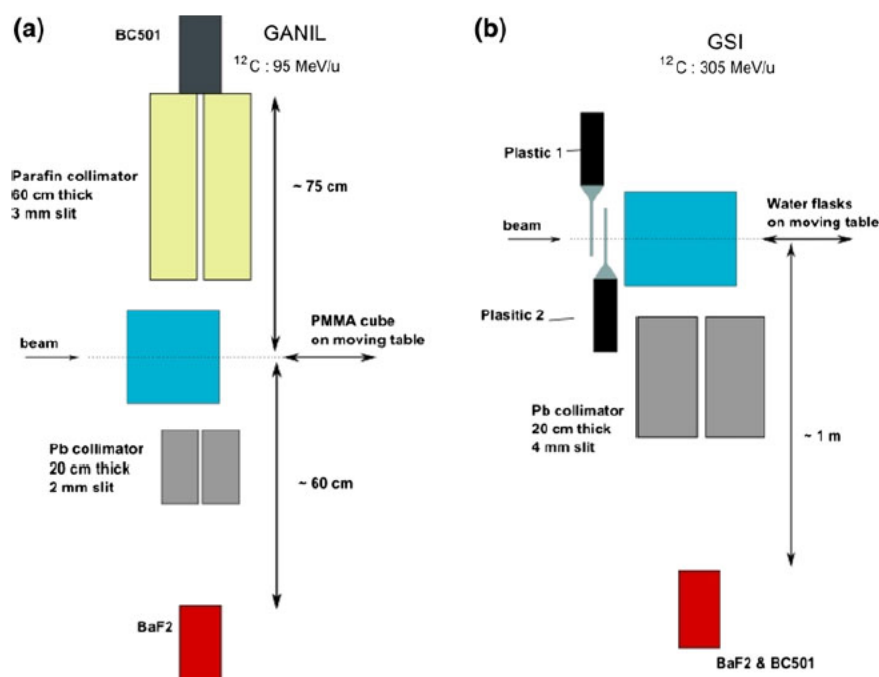 (a)
BC501
GANIL
¹²C : 95 MeV/u
Parafin collimator
60 cm thick
3 mm slit
~ 75 cm
beam
PMMA cube
on moving table
Pb collimator
20 cm thick
2 mm slit
~ 60 cm
BaF2
(b)
GSI
¹²C : 305 MeV/u
Plastic 1
beam
Water flasks
on moving table
Plasitic 2
Pb collimator
20 cm thick
4 mm slit
~ 1 m
BaF2 & BC501